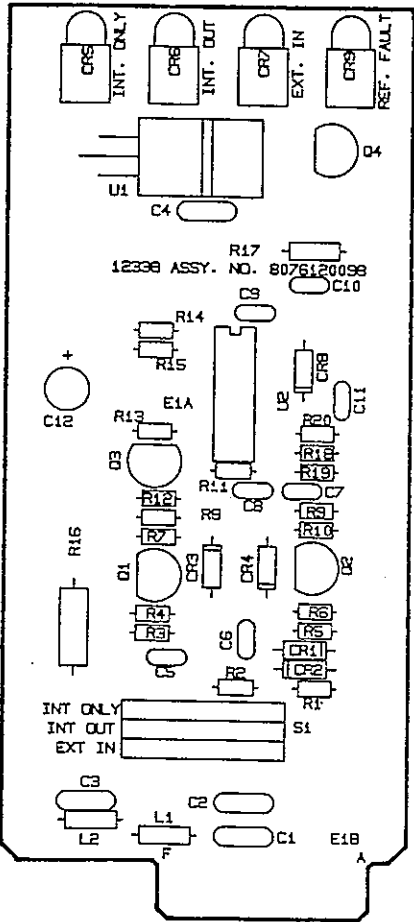 CR5
INT. ONLY
CR6
INT. OUT
CR7
EXT. IN
CR9
REF. FAULT
U1
Q4
C4
R17
12338 ASSY. NO. 8076120098
C10
C9
R14
R15
CR8
U2
C11
+
C12
E1A
R13
R20
Q3
R18
R19
R11
R12
C8
C7
R9
R9
R7
R10
R16
Q1
CR3
CR4
Q2
R4
R6
R3
R5
C6
CR1
C5
CR2
R2
R1
INT ONLY
INT OUT
EXT IN
S1
C3
C2
L2
L1
F
C1
E1B
A